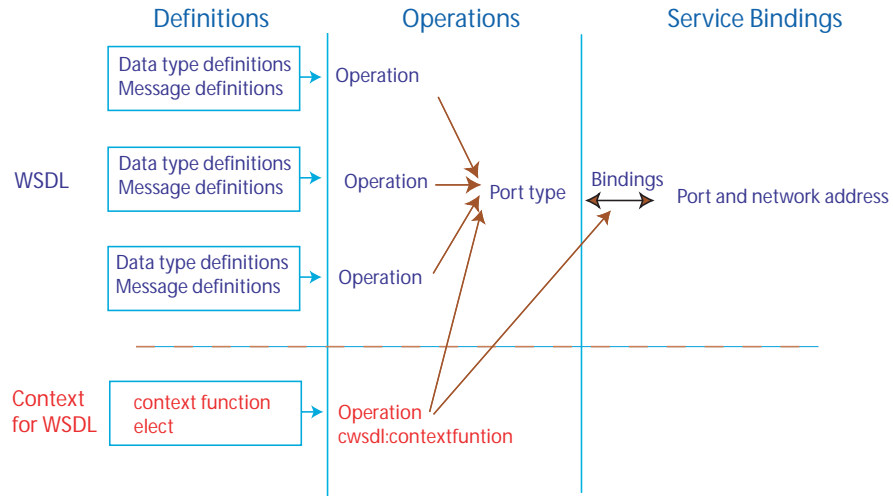 Definitions
Operations
Service Bindings
Data type definitions
Message definitions
Operation
WSDL
Data type definitions
Message definitions
Operation
Port type
Bindings
Port and network address
Data type definitions
Message definitions
Operation
Context
for WSDL
context function
elect
Operation
cwsdl:contextfuntion